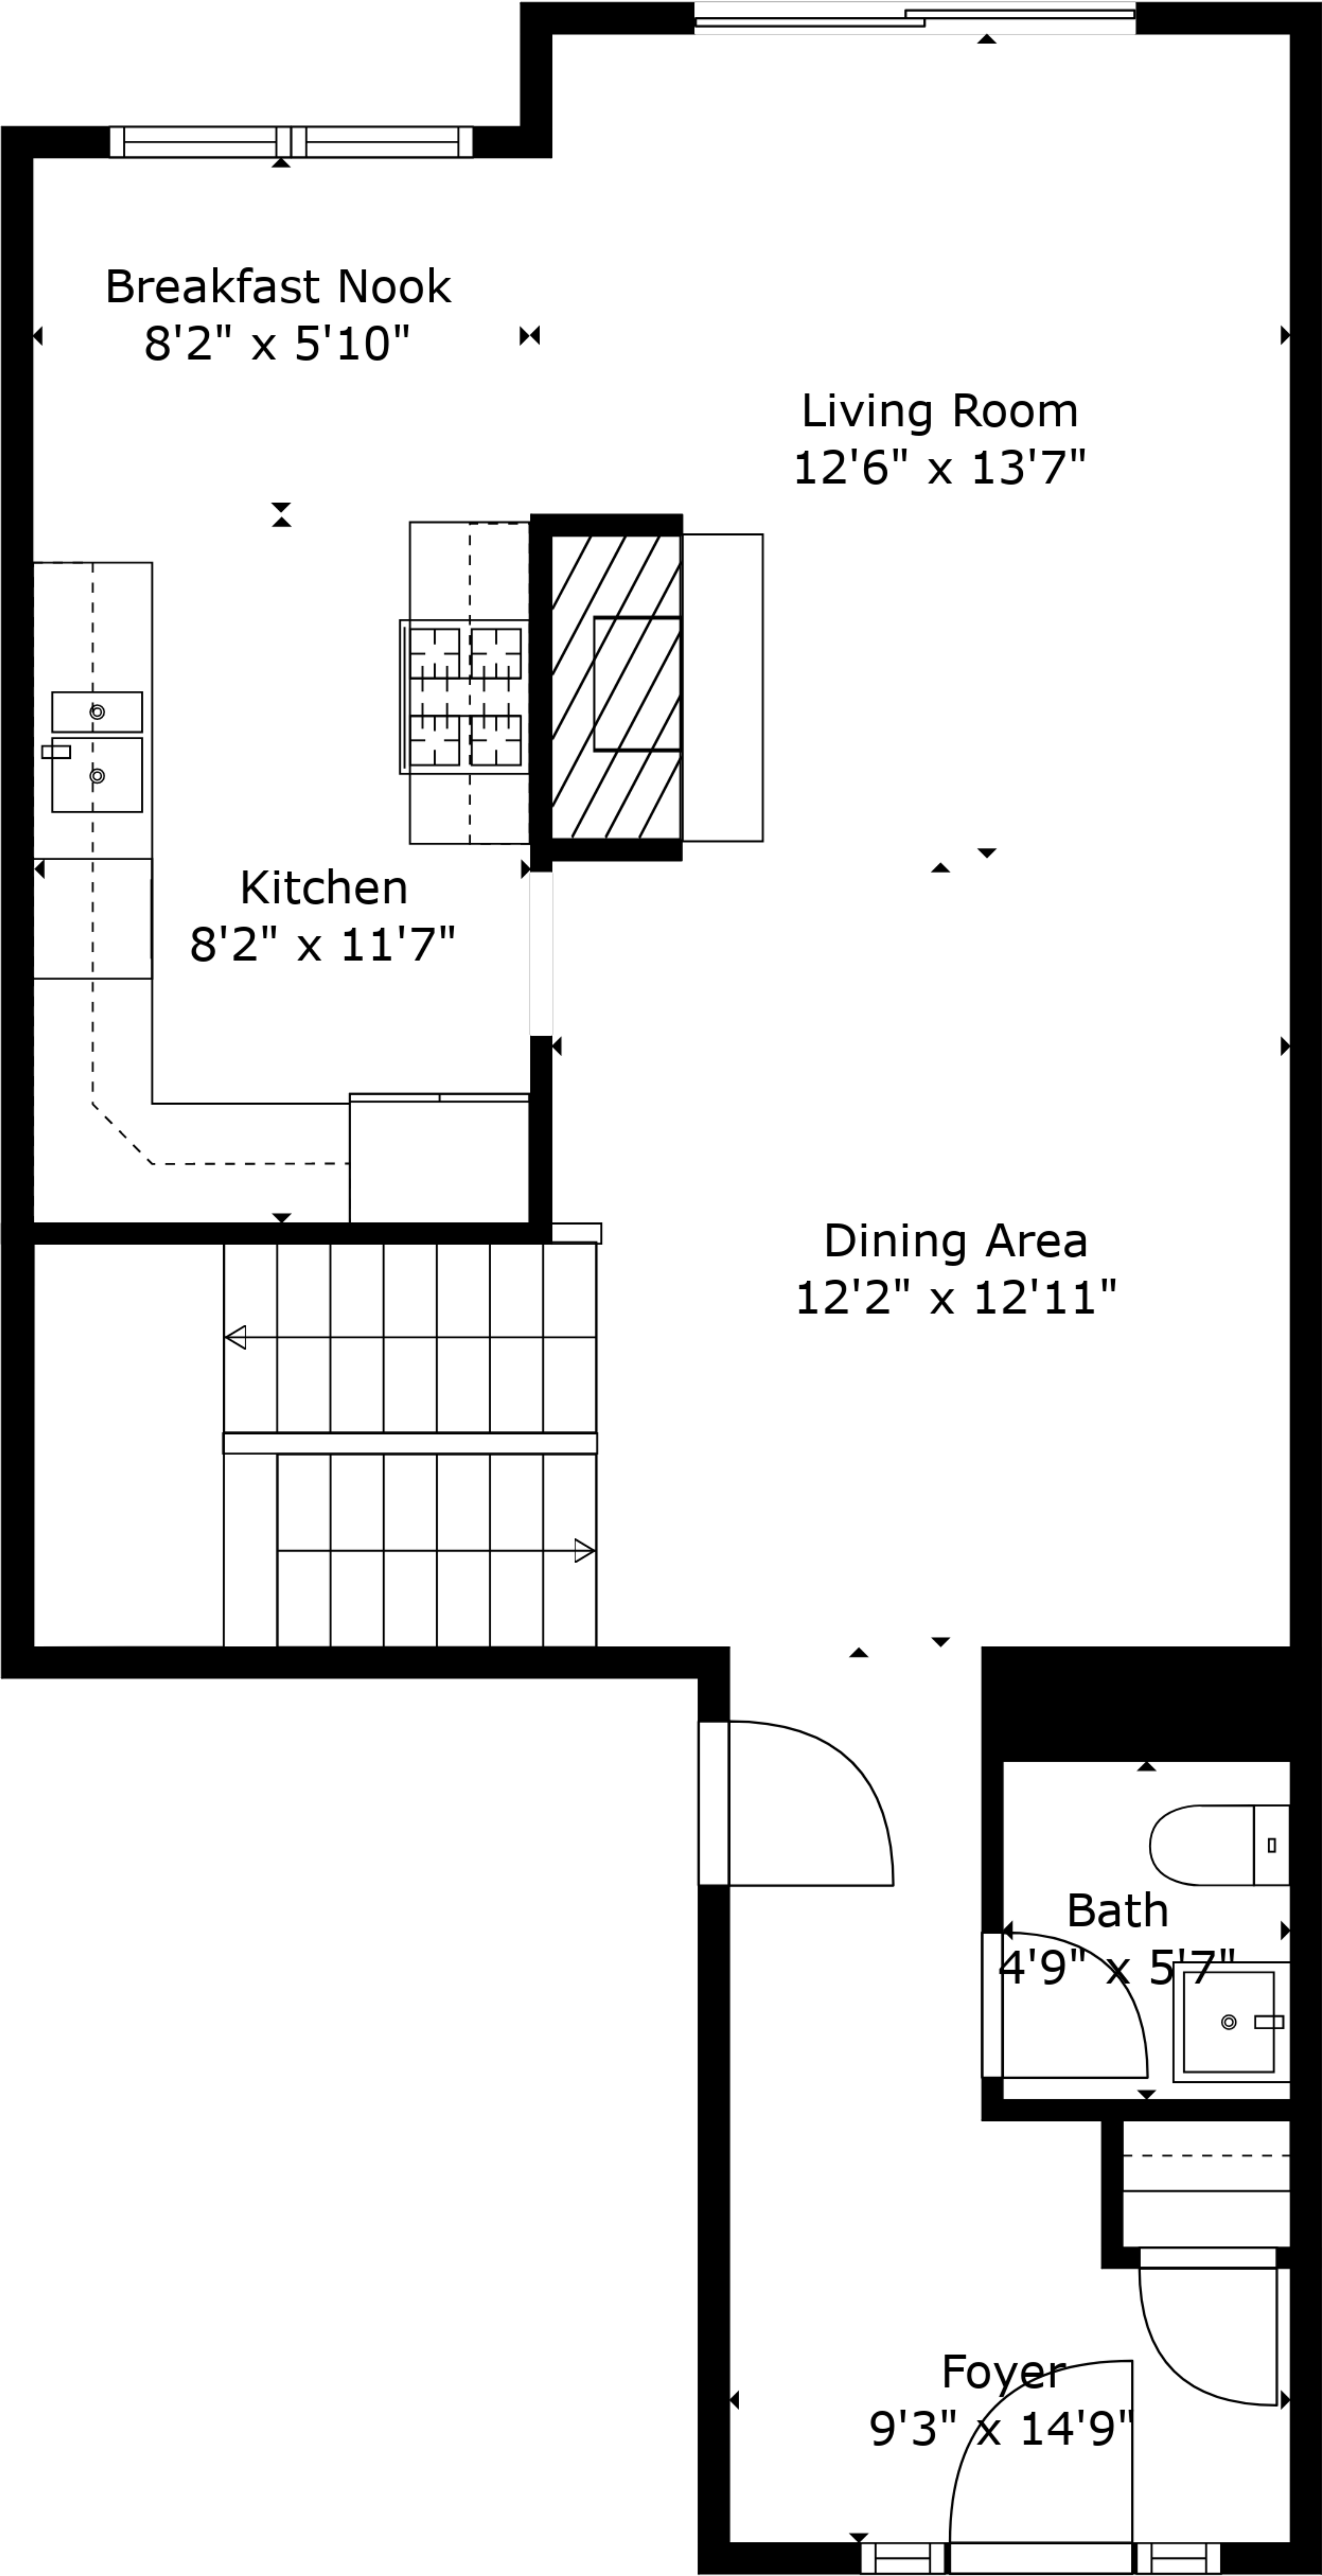 Breakfast Nook
8'2" x 5'10"
Living Room
12'6" x 13'7"
Kitchen
8'2" x 11'7"
Dining Area
12'2" x 12'11"
Bath
4'9" x 5'7"
Foyer
9'3" x 14'9"